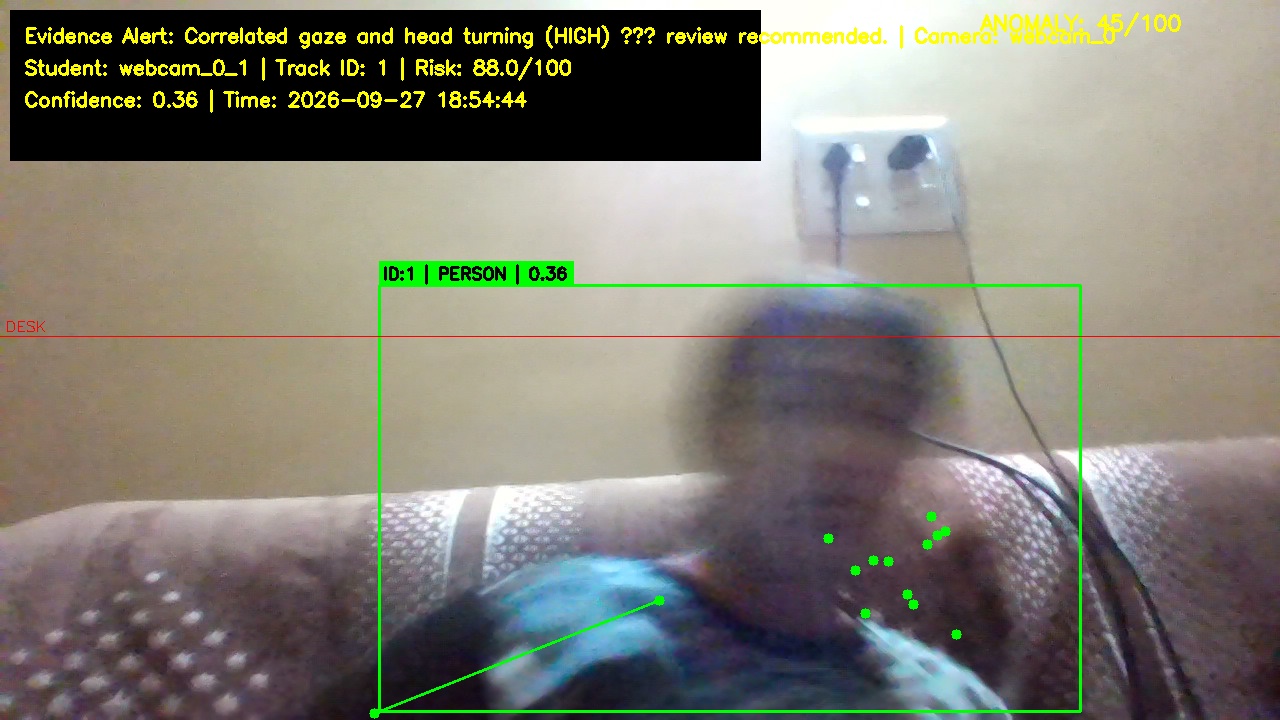 Evidence Alert: Correlated gaze and head turning (HIGH) ??? review recommended. | Camera: webcam_0
ANOMALY: 45/100
Student: webcam_0_1 | Track ID: 1 | Risk: 88.0/100
Confidence: 0.36 | Time: 2026-09-27 18:54:44
ID:1 | PERSON | 0.36
DESK